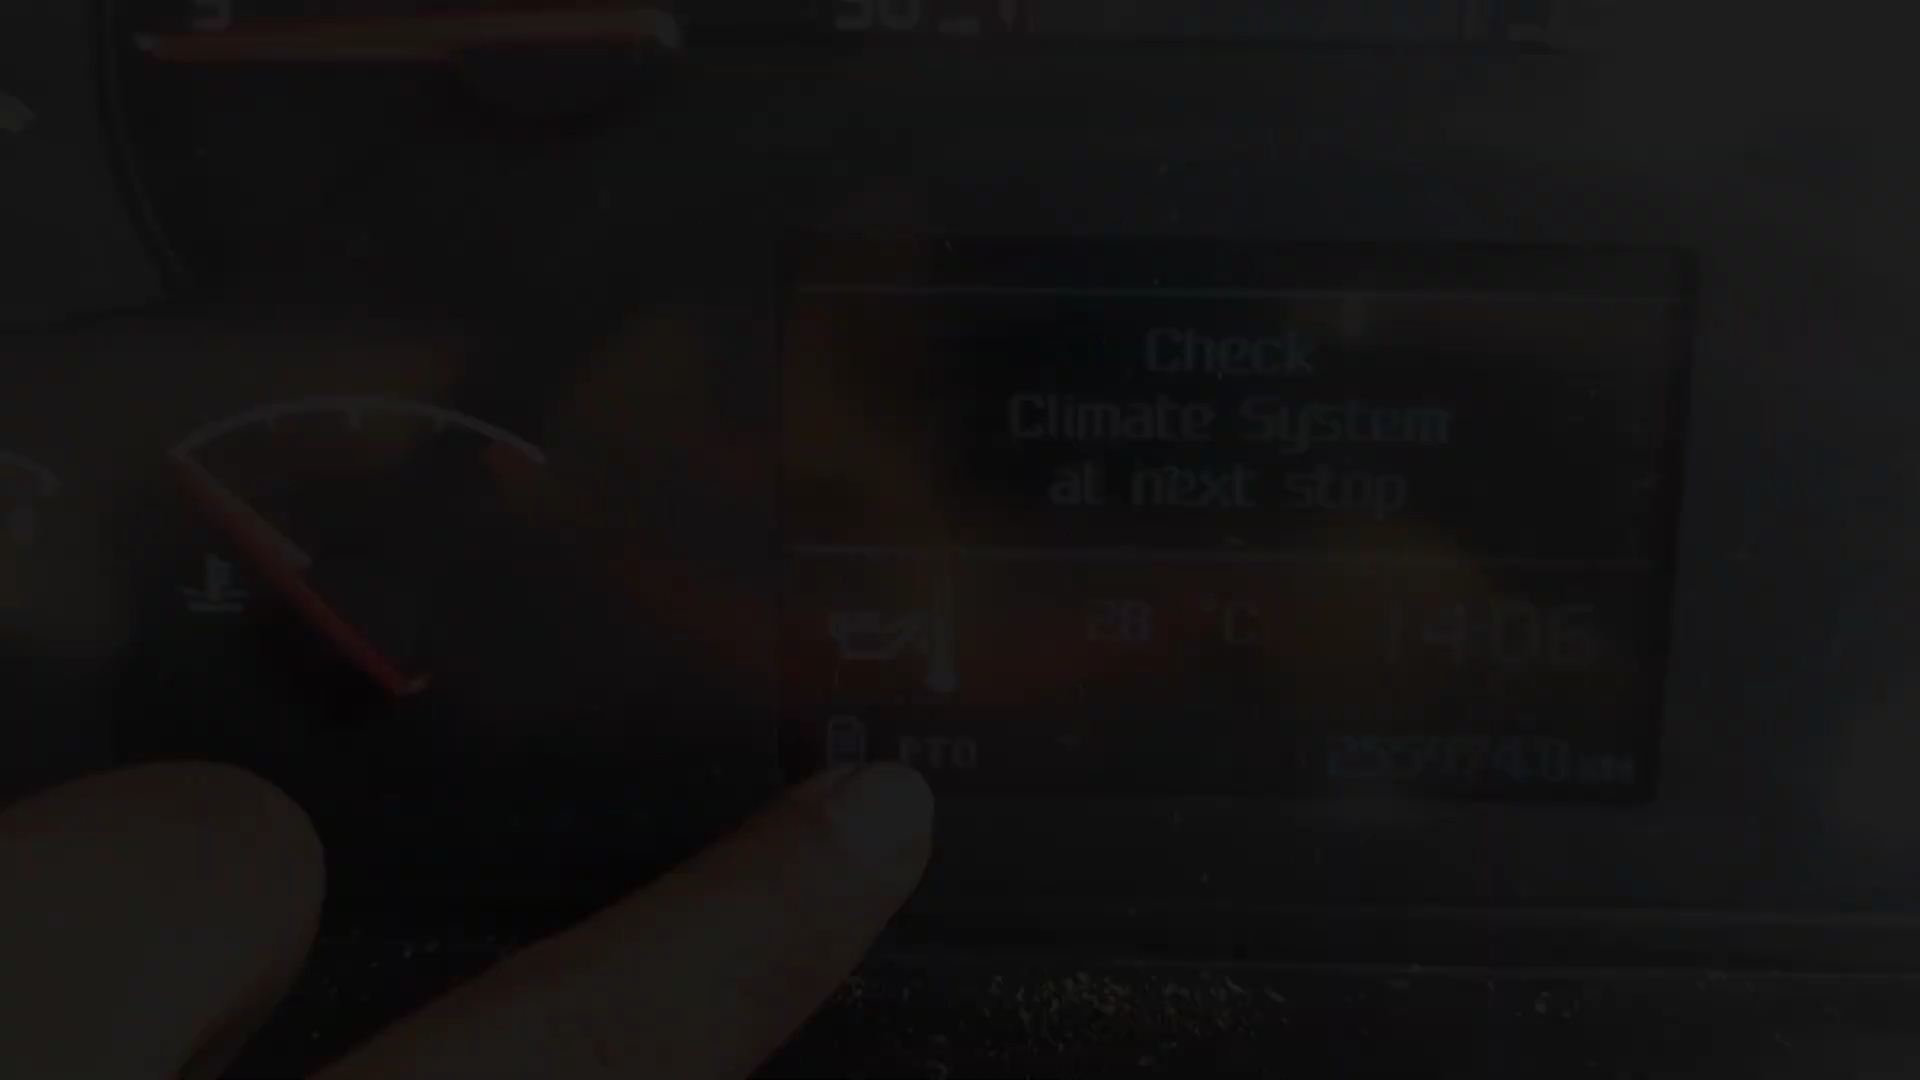 Check
Climate System
at next stop
28 °C
14:06
PTO